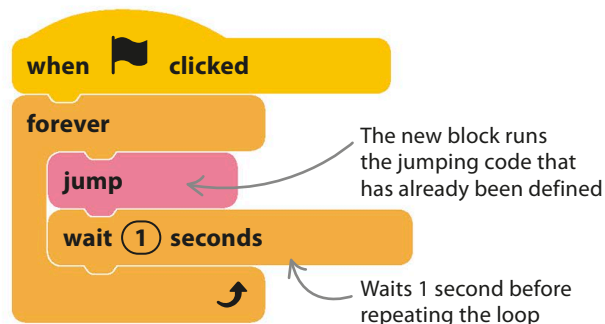 when clicked
forever
The new block runs
the jumping code that
has already been defined
jump
wait 1 seconds
Waits 1 second before
repeating the loop